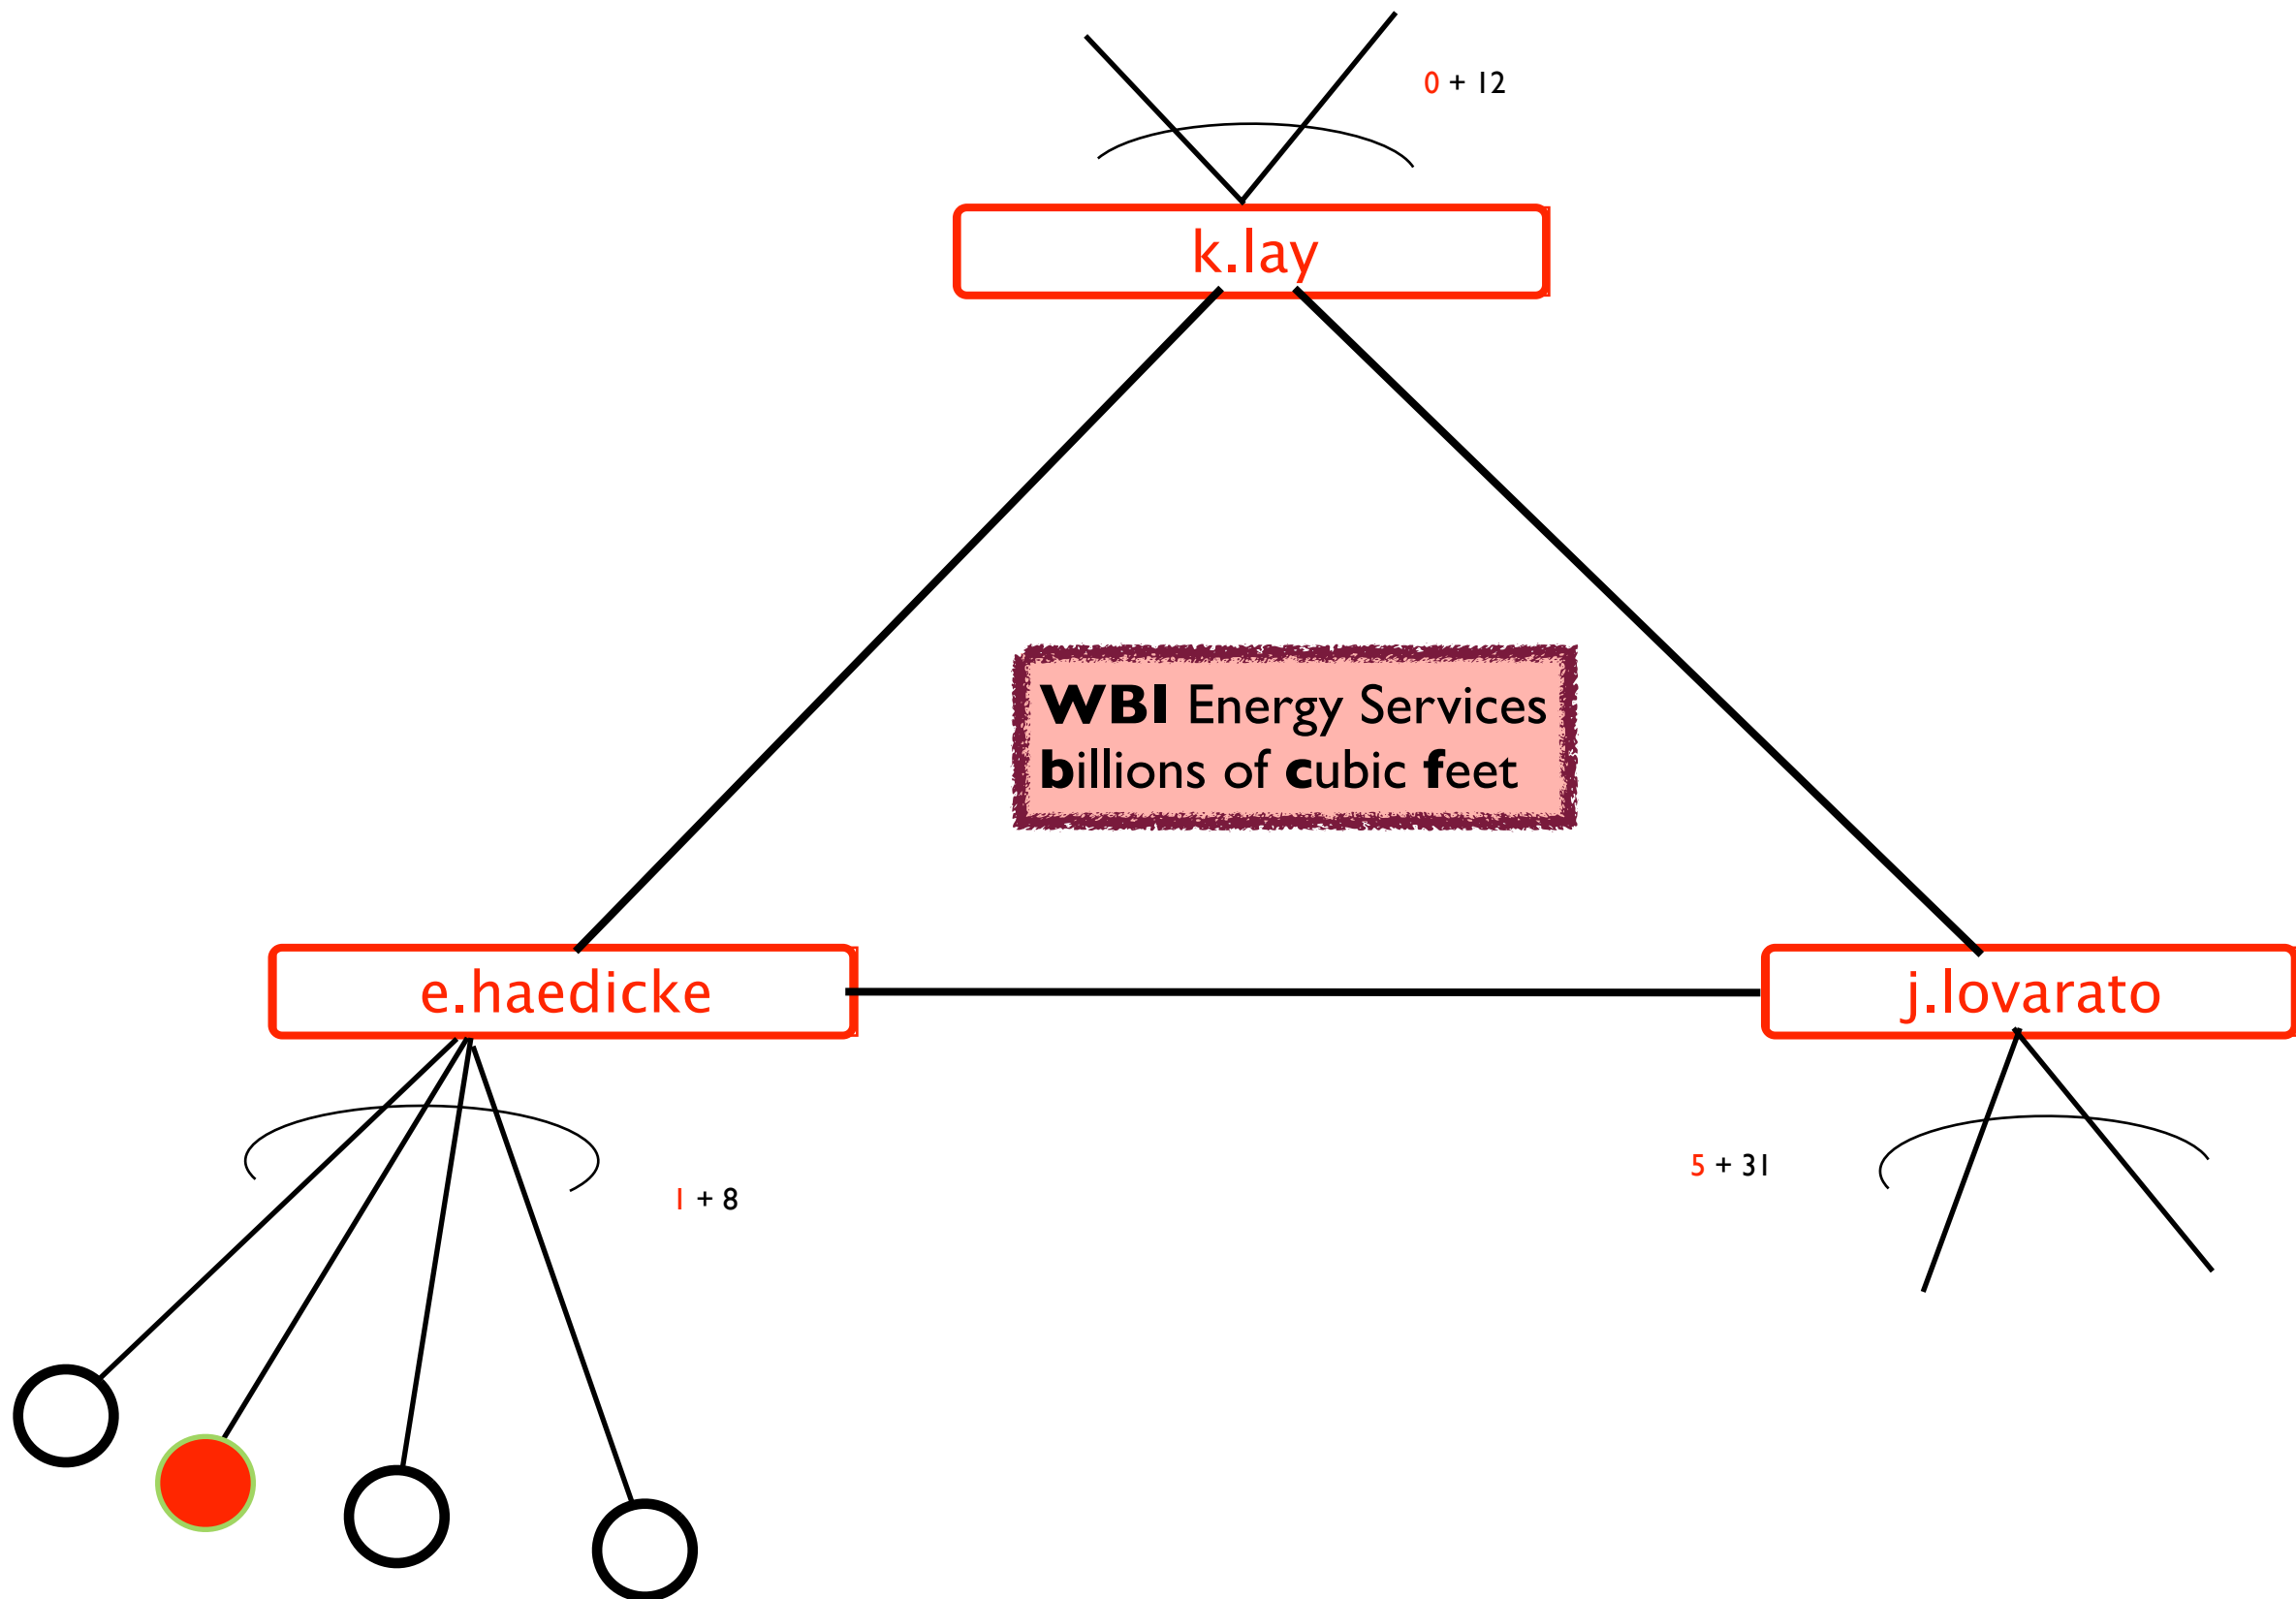 0 + 12
k.lay
WBI Energy Services
billions of cubic feet
e.haedicke
j.lovarato
5 + 31
1 + 8